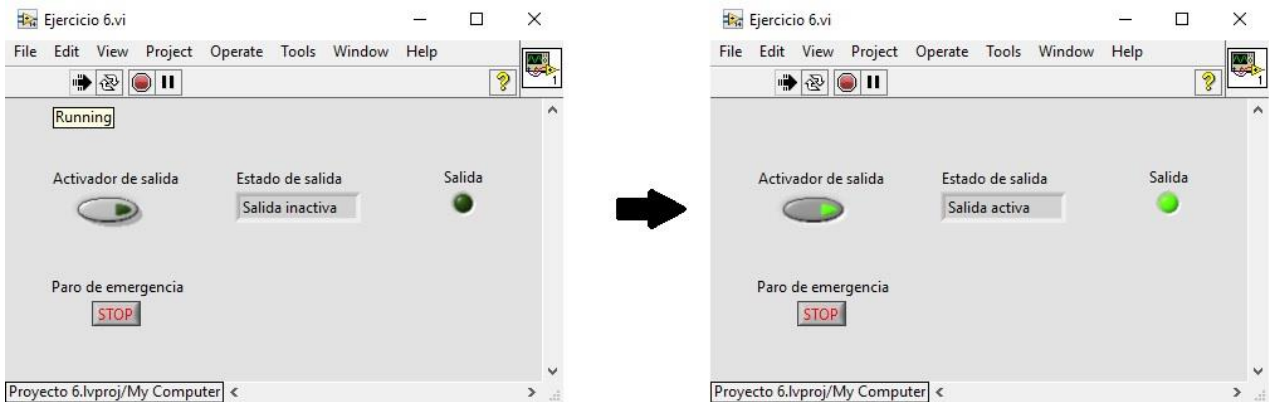 Ejercicio 6.vi
File Edit View Project Operate Tools Window Help
1
Running
Activador de salida
Estado de salida
Salida
Salida inactiva
Paro de emergencia
STOP
Proyecto 6.lvproj/My Computer
Ejercicio 6.vi
File Edit View Project Operate Tools Window Help
1
Activador de salida
Estado de salida
Salida
Salida activa
Paro de emergencia
STOP
Proyecto 6.lvproj/My Computer